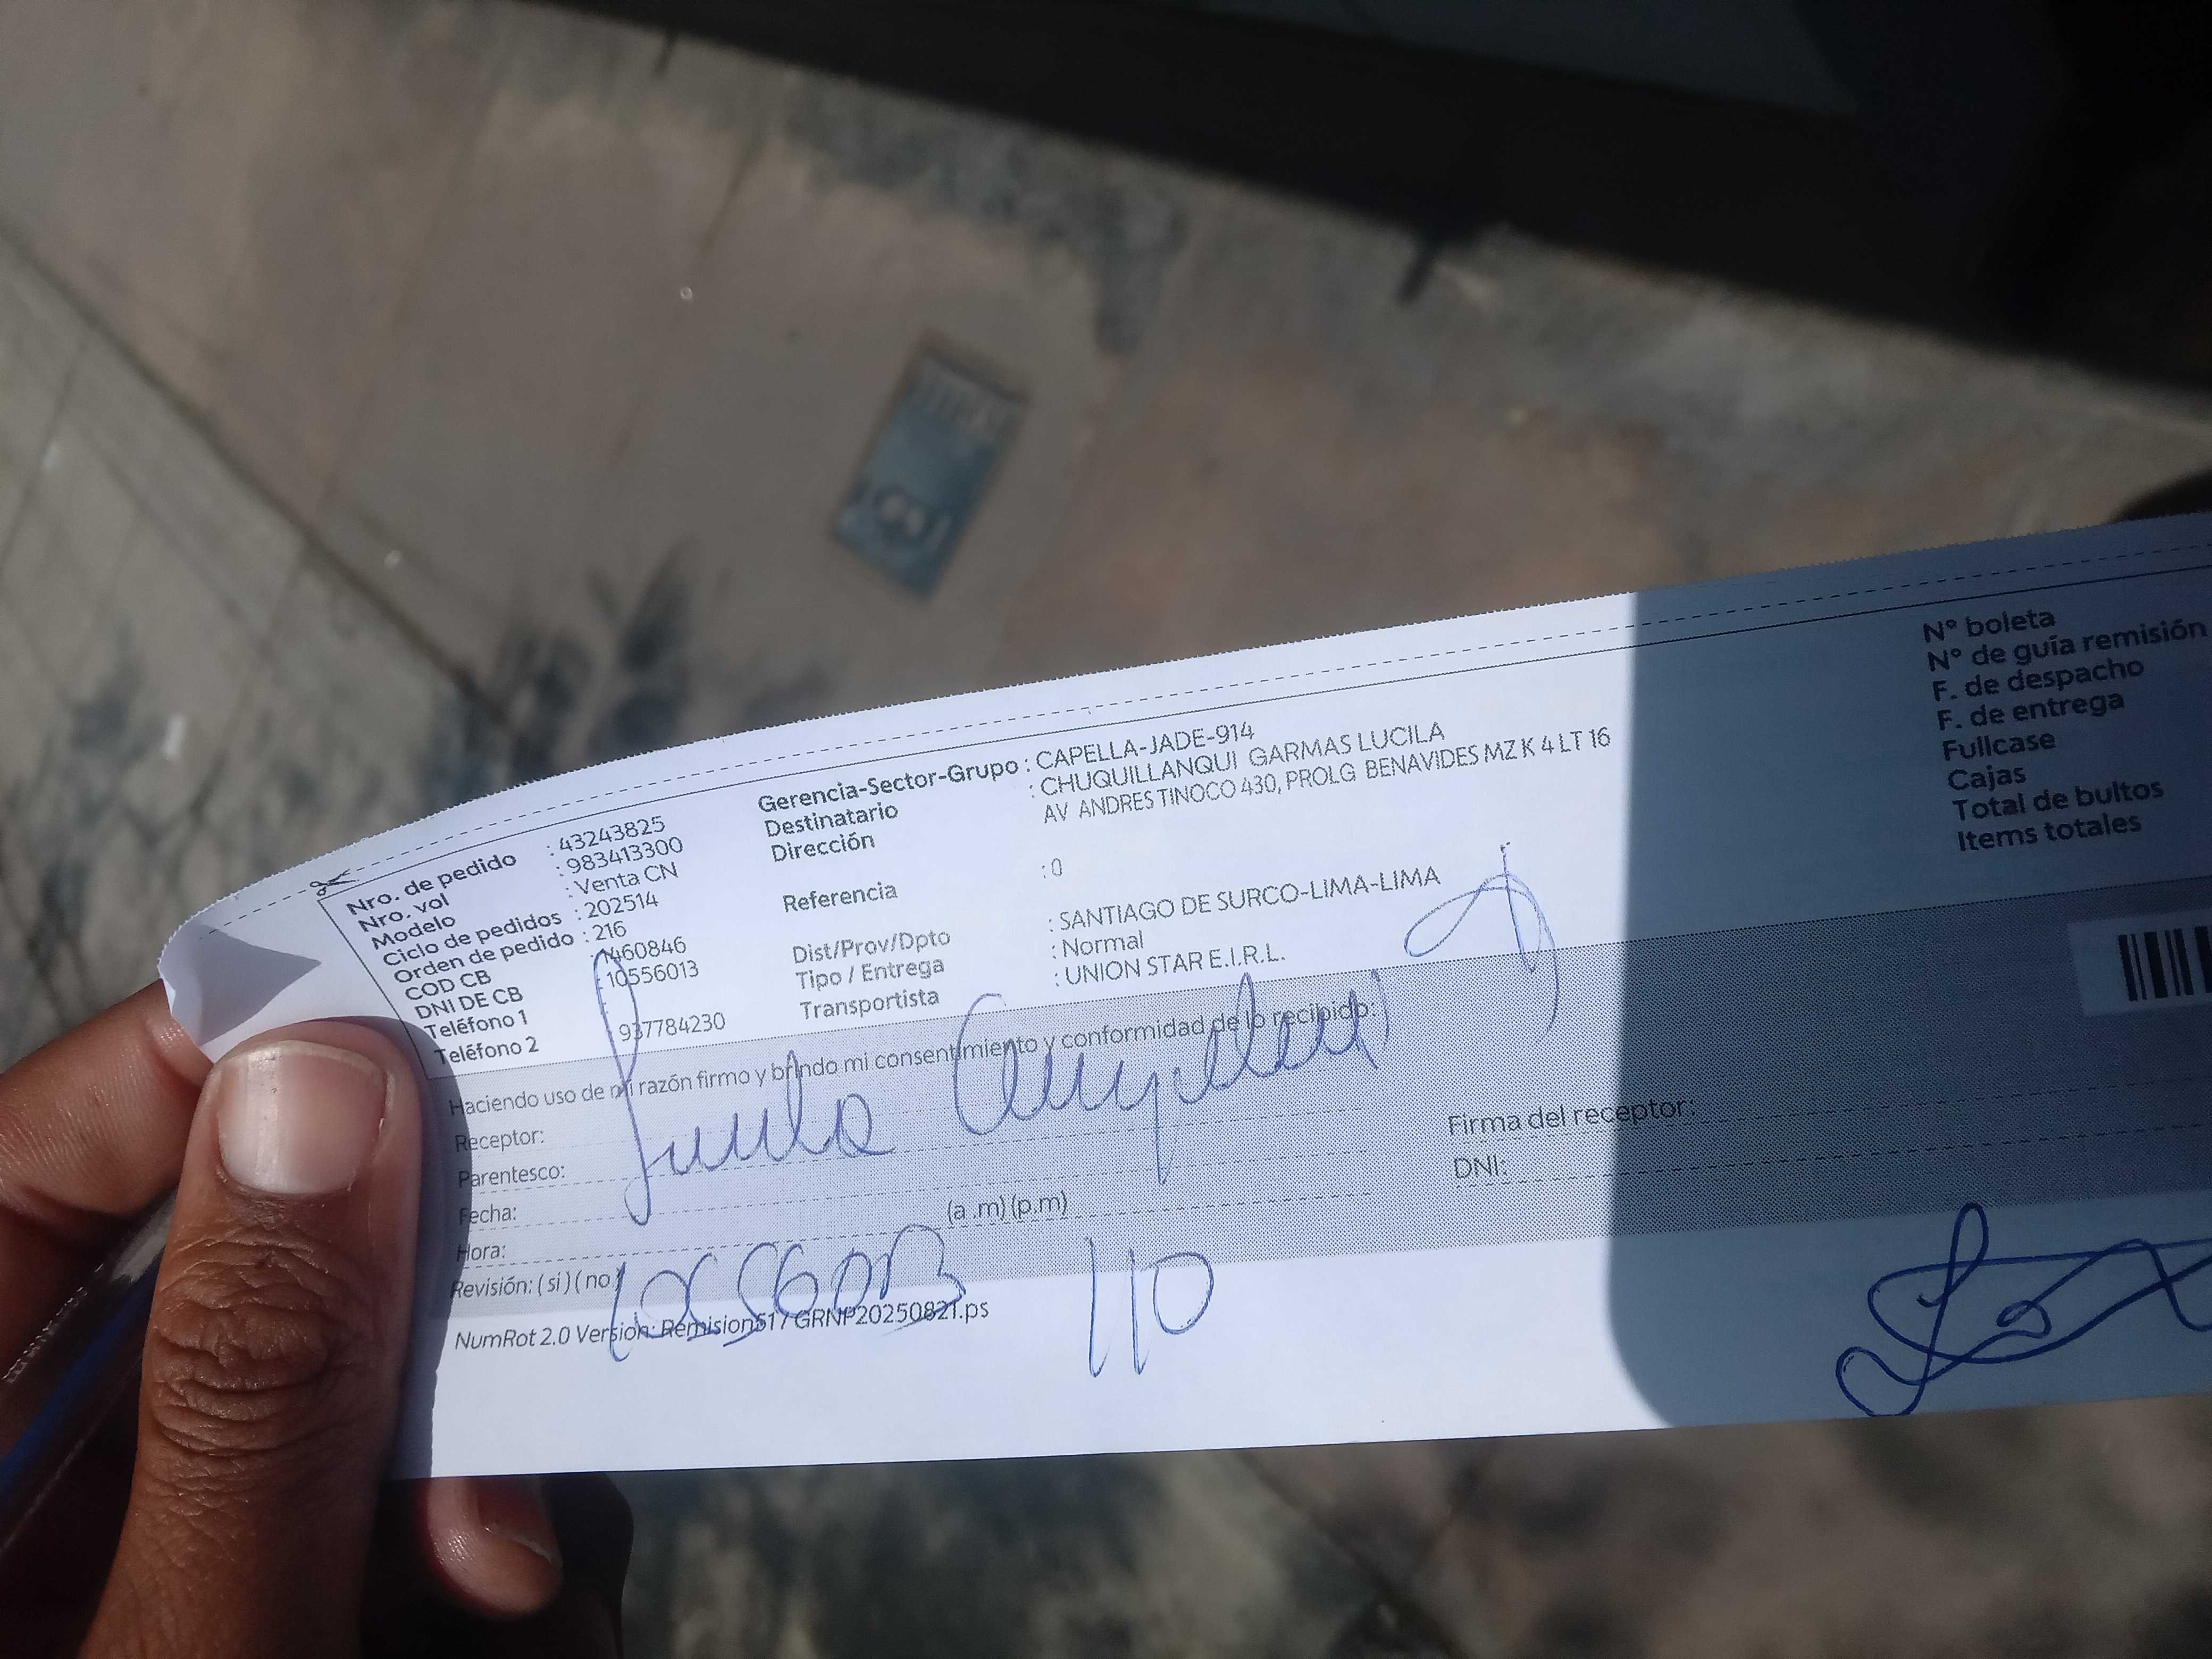 Nro. de pedido : 43243825
Nro. vol : 983413300
Modelo : Venta CN
Ciclo de pedidos : 202514
Orden de pedido : 216
COD CB : 1460846
DNI DE CB : 10556013
Teléfono 1
Teléfono 2 937784230
Gerencia-Sector-Grupo : CAPELLA-JADE-914
Destinatario : CHUQUILLANQUI GARMAS LUCILA
Dirección AV ANDRES TINOCO 430, PROLG BENAVIDES MZ K 4 LT 16
Referencia : 0
Dist/Prov/Dpto : SANTIAGO DE SURCO-LIMA-LIMA
Tipo / Entrega : Normal
Transportista : UNION STAR E.I.R.L.
N° boleta
N° de guía remisión
F. de despacho
F. de entrega
Fullcase
Cajas
Total de bultos
Items totales
Haciendo uso de mi razón firmo y brindo mi consentimiento y conformidad de lo recibido:
Receptor:
Parentesco:
Fecha:
Hora: (a .m) (p.m)
Revisión: ( si ) ( no )
Firma del receptor:
DNI:
110
NumRot 2.0 Version: Remision517GRNP20250821.ps